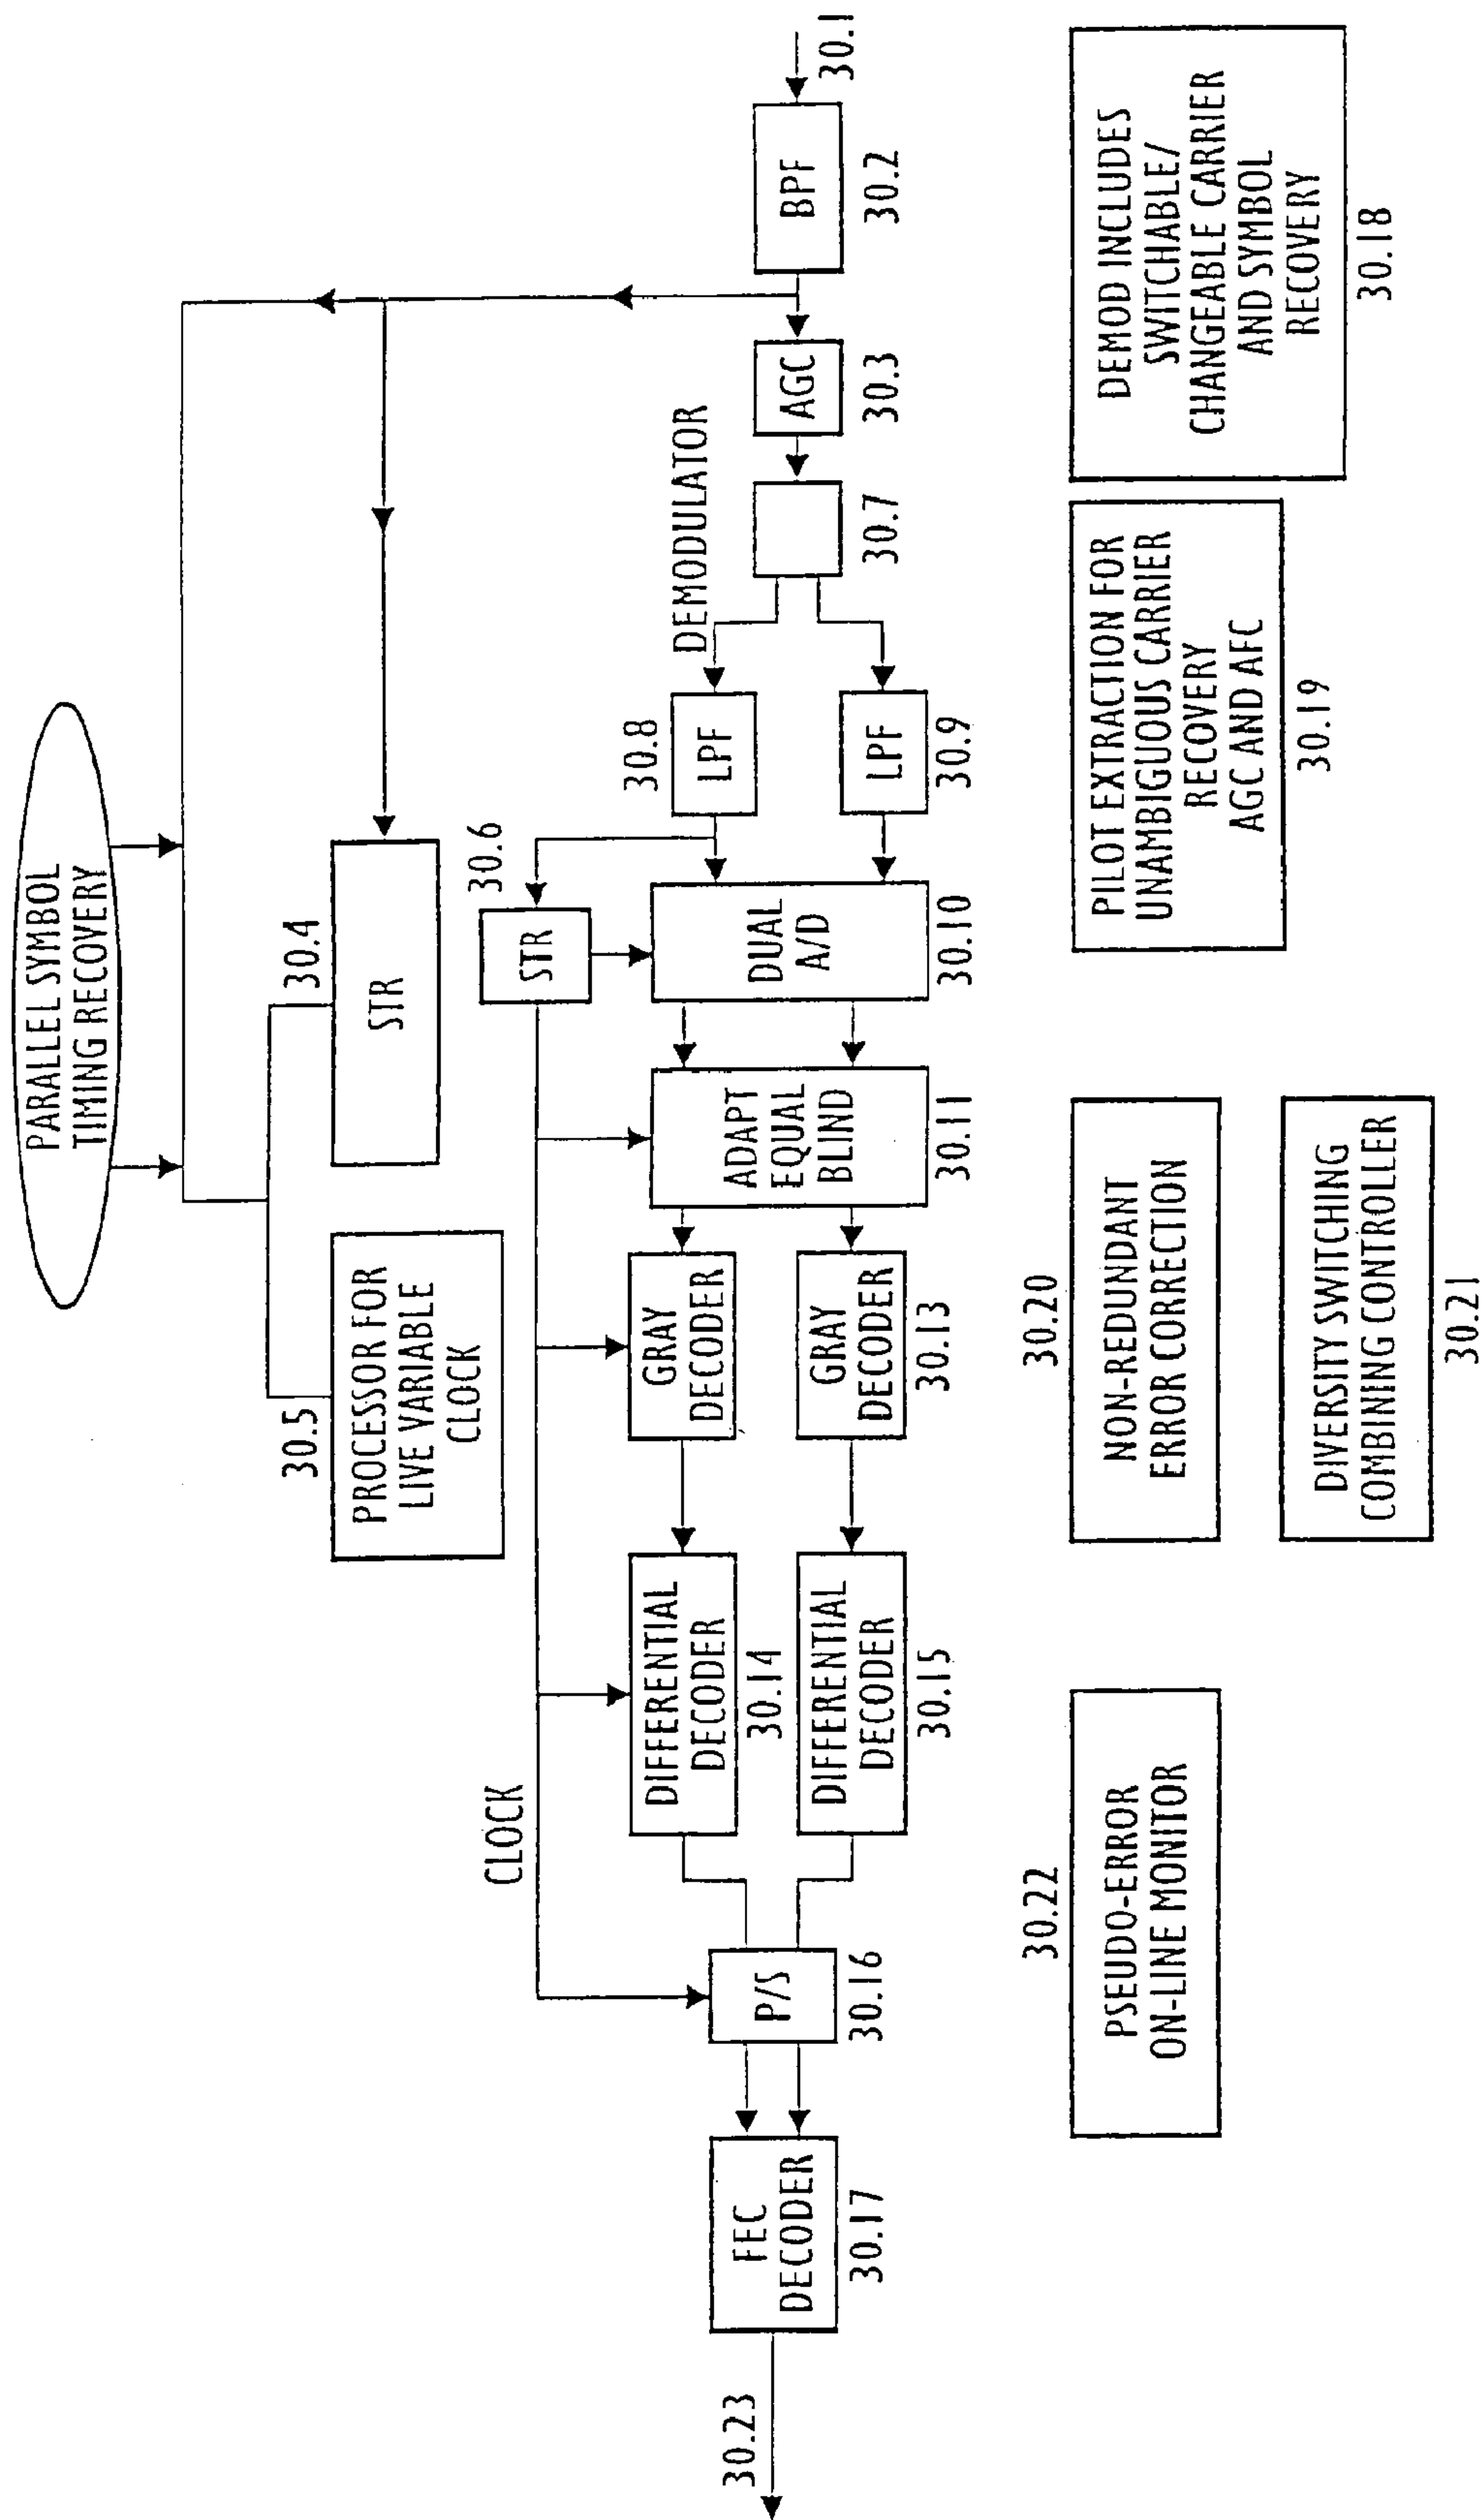 PARALLEL SYMBOL
TIMING RECOVERY
30.5
PROCESSOR FOR
LIVE VARIABLE
CLOCK
30.4
STR
CLOCK
30.6
STR
30.8
DEMODULATOR
30.23
FEC
DECODER
30.17
P/S
30.16
DIFFERENTIAL
DECODER
30.14
DIFFERENTIAL
DECODER
30.15
GRAY
DECODER
GRAY
DECODER
30.13
ADAPT
EQUAL
BLIND
30.11
DUAL
A/D
30.10
LPF
LPF
30.9
30.7
AGC
30.3
BPF
30.2
30.1
30.22
PSEUDO-ERROR
ON-LINE MONITOR
30.20
NON-REDUNDANT
ERROR CORRECTION
DIVERSITY SWITCHING
COMBINING CONTROLLER
30.21
PILOT EXTRACTION FOR
UNAMBIGUOUS CARRIER
RECOVERY
AGC AND AFC
30.19
DEMOD INCLUDES
SWITCHABLE/
CHANGEABLE CARRIER
AND SYMBOL
RECOVERY
30.18